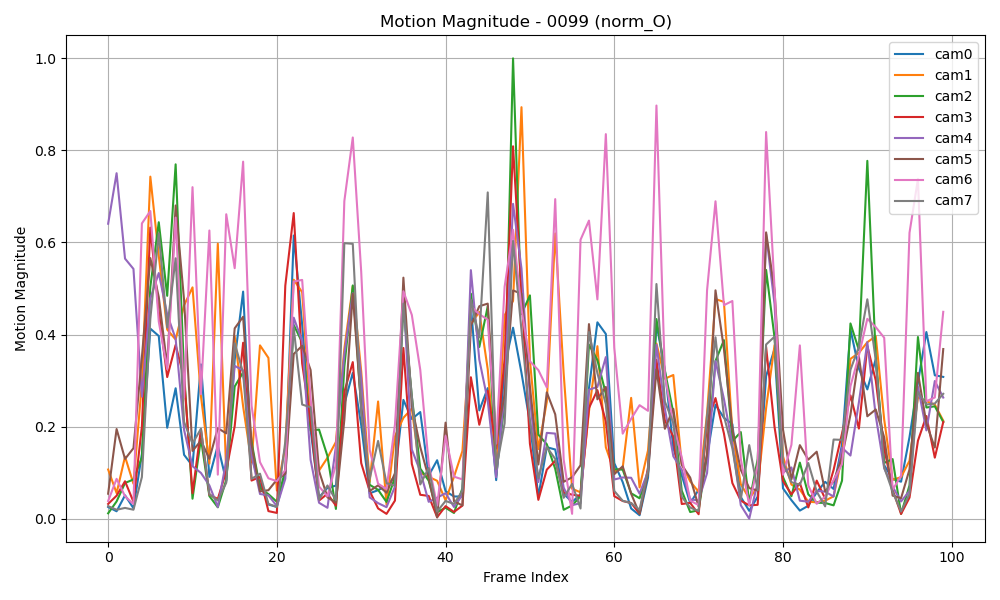 Motion Magnitude - 0099 (norm_O)
Motion Magnitude
1.0
0.8
0.6
0.4
0.2
0.0
0
20
40
60
80
100
Frame Index
cam0
cam1
cam2
cam3
cam4
cam5
cam6
cam7